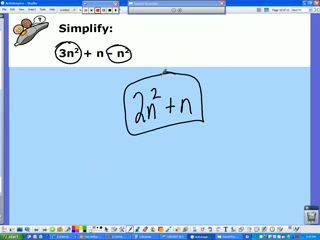 Simplify:
3n² + n - n²
2n² + n